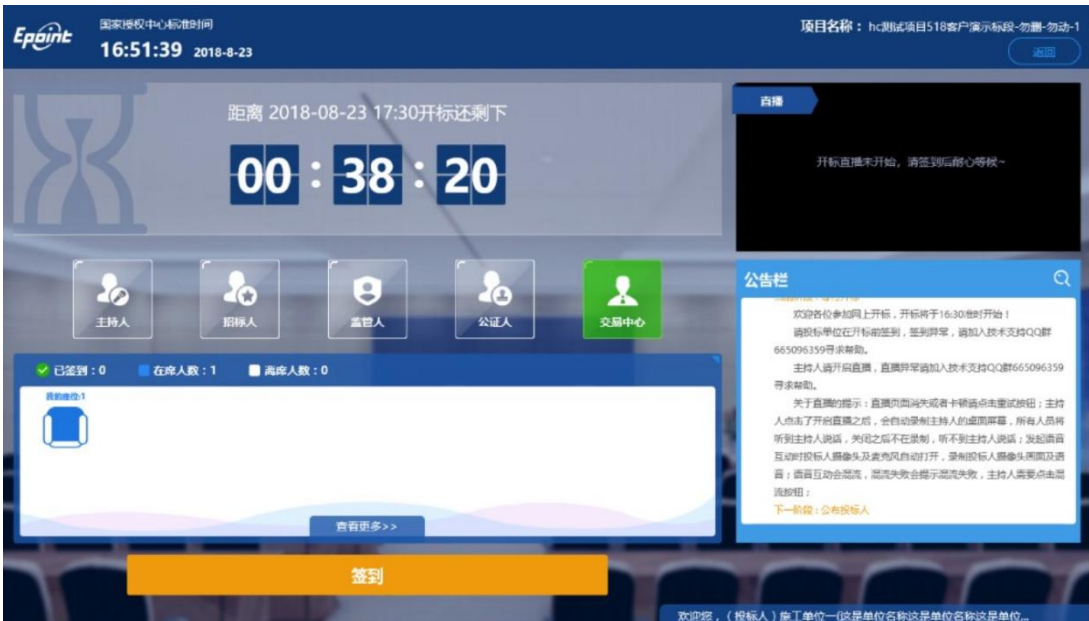 Epoint
国家授权中心标准时间
16:51:39 2018-8-23
项目名称：hc测试项目518客户演示标段-勿删-勿动-1
返回
距离 2018-08-23 17:30开标还剩下
00 : 38 : 20
直播
开标直播未开始，请签到后耐心等候~
主持人
招标人
监管人
公证人
交易中心
公告栏
欢迎各位参加网上开标，开标将于16:30准时开始！
请投标单位在开标前签到，签到异常，请加入技术支持QQ群
665096359寻求帮助。
主持人请开启直播，直播异常请加入技术支持QQ群665096359
寻求帮助。
关于直播的提示：直播页面消失或者卡顿请点击重试按钮；主持
人点击了开启直播之后，会自动录制主持人的桌面屏幕，所有人员将
听到主持人说话，关闭之后不在录制，听不到主持人说话；发起语音
互动时投标人摄像头及麦克风自动打开，录制投标人摄像头画面及语
音；语音互动会混流，混流失败会提示混流失败，主持人需要点击混
流按钮；
下一阶段：公布投标人
已签到：0
在席人数：1
离席人数：0
我的座位:1
查看更多>>
签到
欢迎您，（投标人）施工单位一(这是单位名称这是单位名称这是单位...